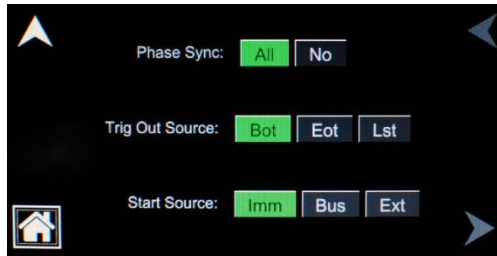 Phase Sync: All No
Trig Out Source: Bot Eot Lst
Start Source: Imm Bus Ext